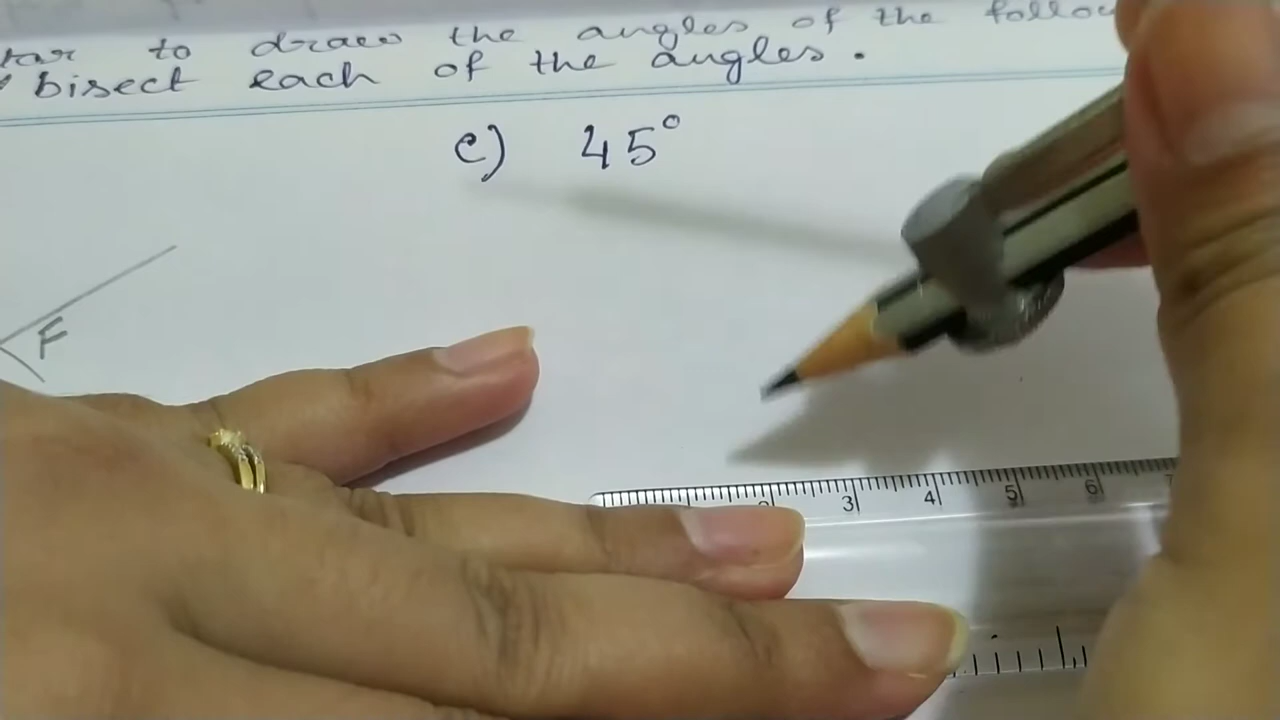 to draw the angles of the
bisect each of the angles.
c) 45°
F
3 4 5 6